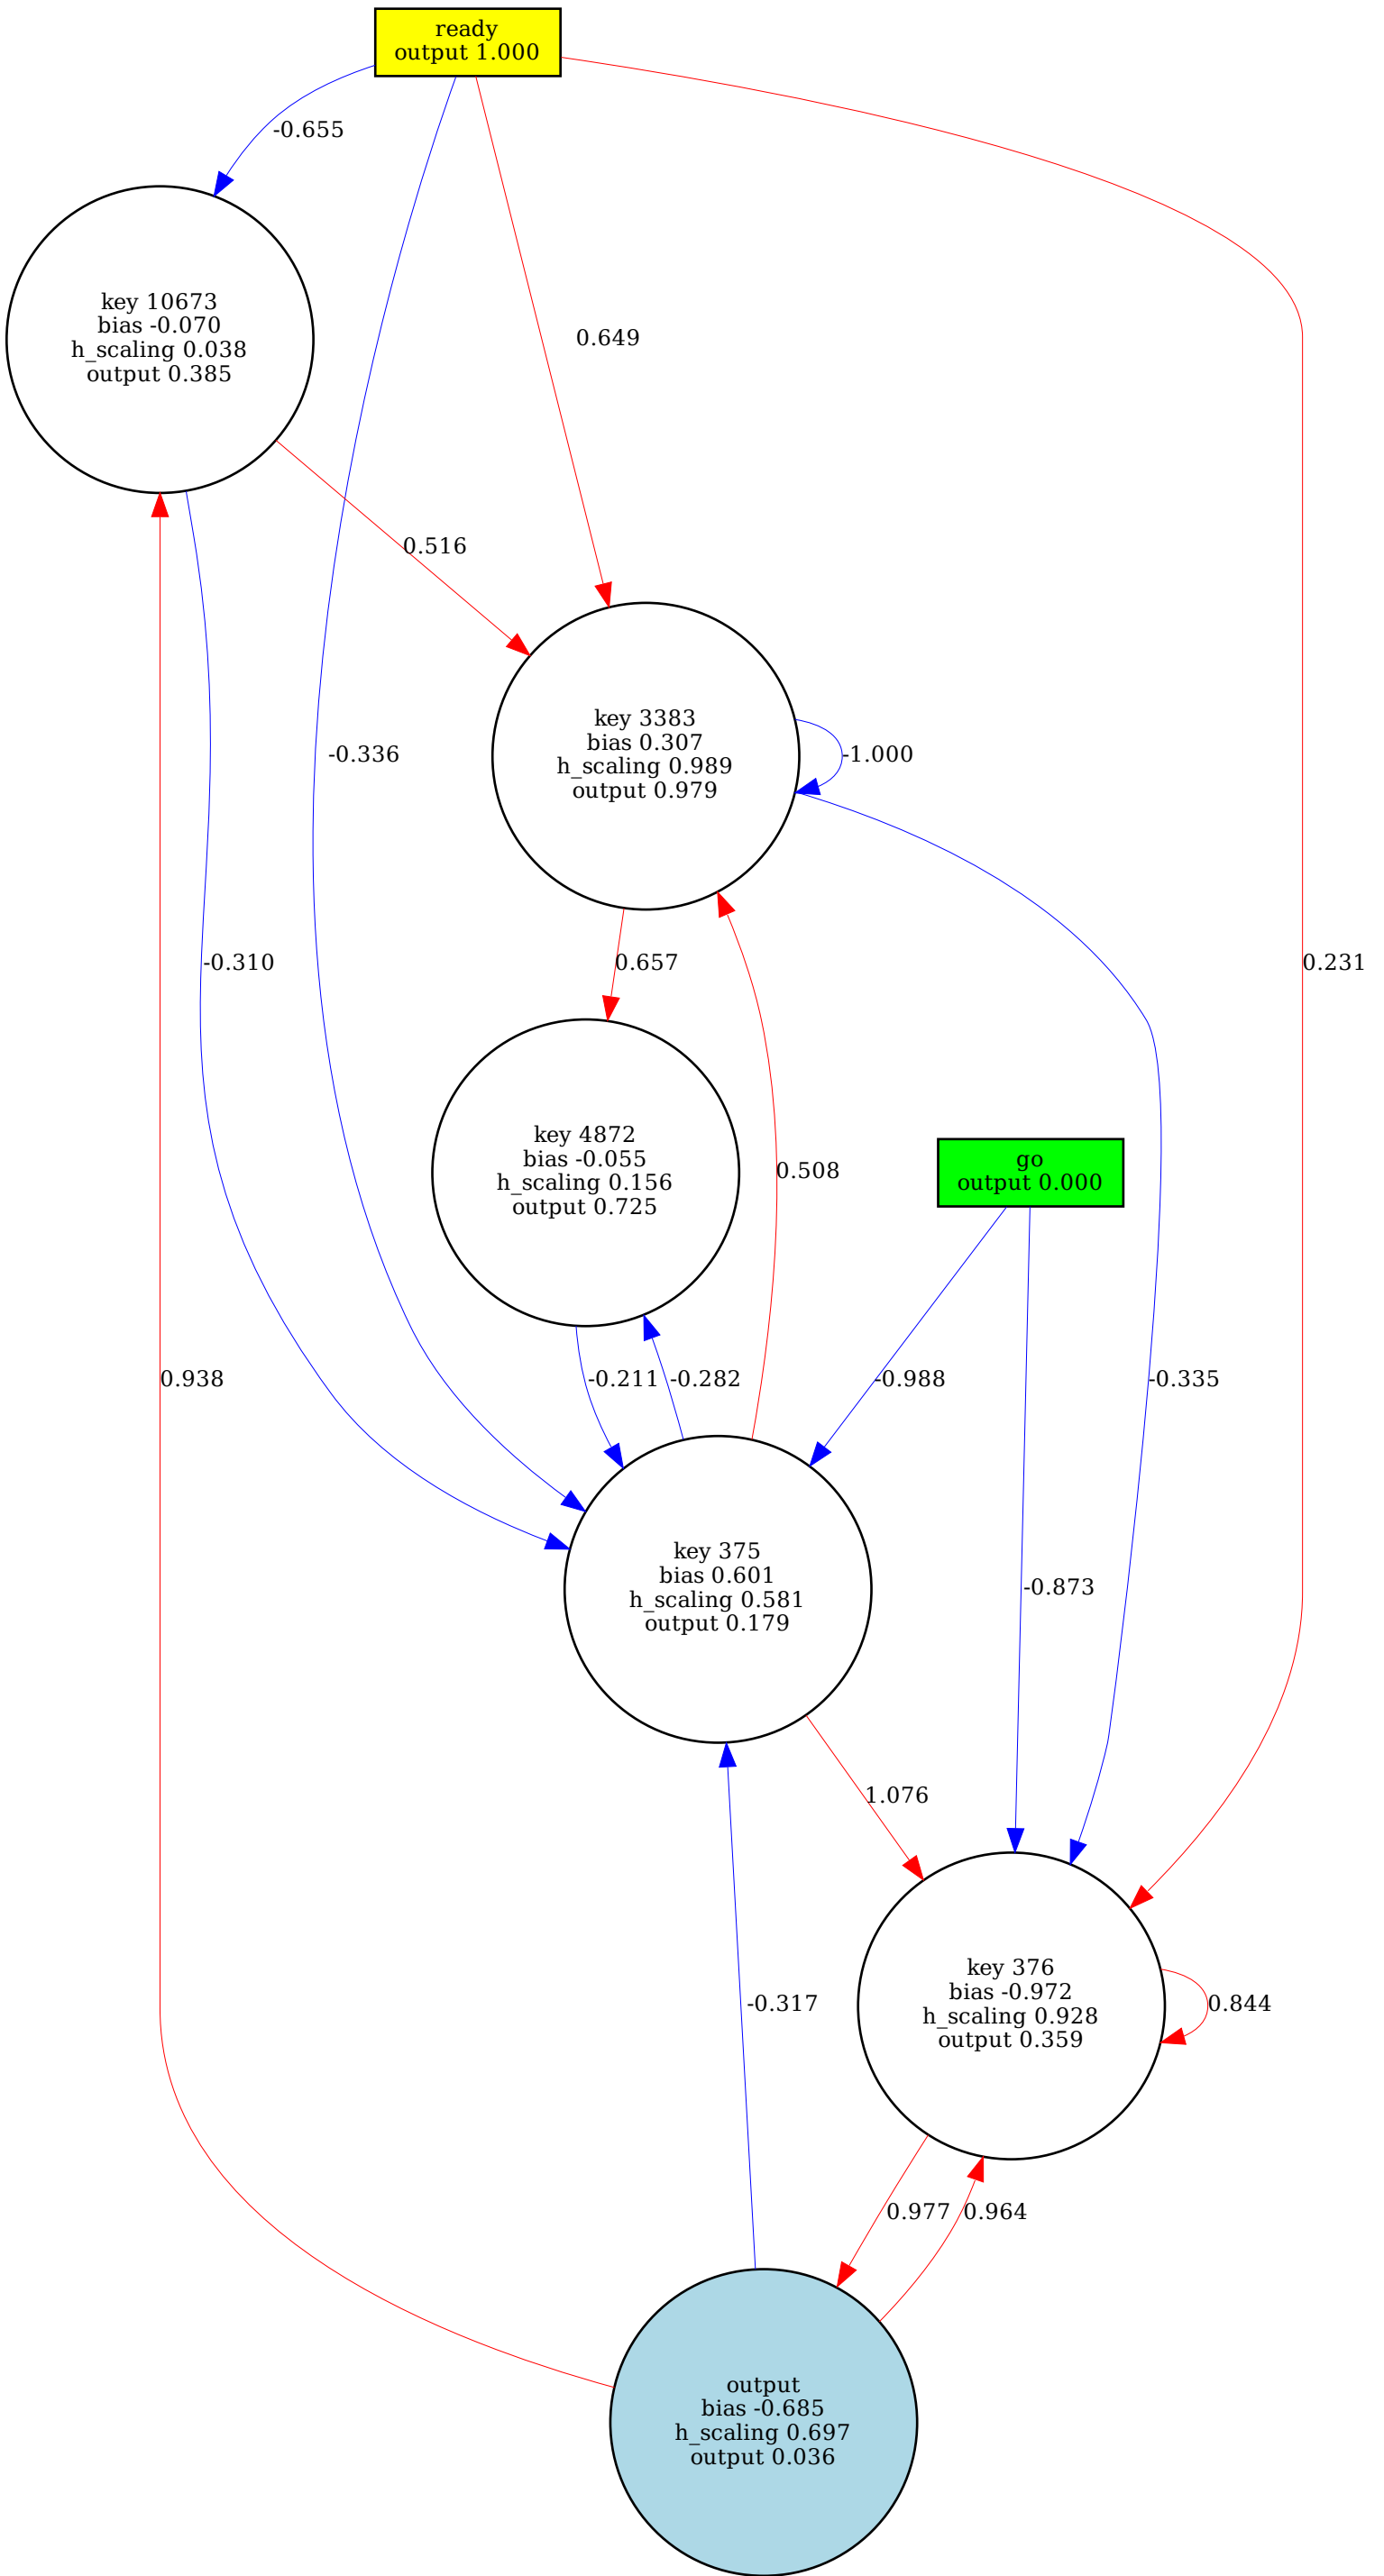 ready
output 1.000
-0.655
key 10673
bias -0.070
h_scaling 0.038
output 0.385
0.649
0.516
key 3383
bias 0.307
h_scaling 0.989
output 0.979
-1.000
-0.336
-0.310
0.657
0.231
key 4872
bias -0.055
h_scaling 0.156
output 0.725
go
output 0.000
0.508
0.938
-0.211
-0.282
-0.988
-0.335
key 375
bias 0.601
h_scaling 0.581
output 0.179
-0.873
1.076
key 376
bias -0.972
h_scaling 0.928
output 0.359
-0.317
0.844
0.977
0.964
output
bias -0.685
h_scaling 0.697
output 0.036